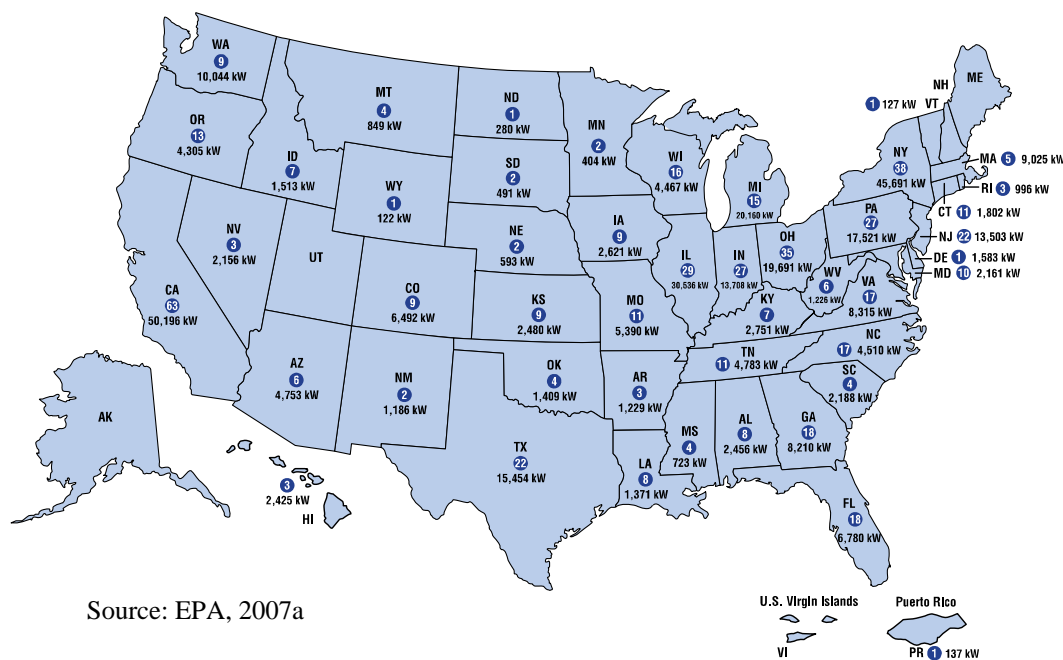 WA
9
10,044 kW
OR
13
4,305 kW
ID
7
1,513 kW
MT
4
849 kW
ND
1
280 kW
SD
2
491 kW
WY
1
122 kW
NE
2
593 kW
NV
3
2,156 kW
UT
CO
9
6,492 kW
CA
63
50,196 kW
KS
9
2,480 kW
AZ
6
4,753 kW
NM
2
1,186 kW
OK
4
1,409 kW
TX
22
15,454 kW
MN
2
404 kW
WI
16
4,467 kW
MI
15
20,160 kW
IA
9
2,621 kW
IL
29
30,536 kW
IN
27
13,708 kW
OH
35
19,691 kW
MO
11
5,390 kW
KY
7
2,751 kW
WV
6
1,226 kW
VA
17
8,315 kW
TN
11 4,783 kW
NC
17 4,510 kW
SC
4
2,188 kW
AR
3
1,229 kW
MS
4
723 kW
AL
8
2,456 kW
GA
18
8,210 kW
LA
8
1,371 kW
FL
18
6,780 kW
NY
38
45,691 kW
PA
27
17,521 kW
ME
NH
VT
1 127 kW
MA 5 9,025 kW
RI 3 996 kW
CT 11 1,802 kW
NJ 22 13,503 kW
DE 1 1,583 kW
MD 10 2,161 kW
AK
3
2,425 kW
HI
Source: EPA, 2007a
U.S. Virgin Islands
VI
Puerto Rico
PR 1 137 kW